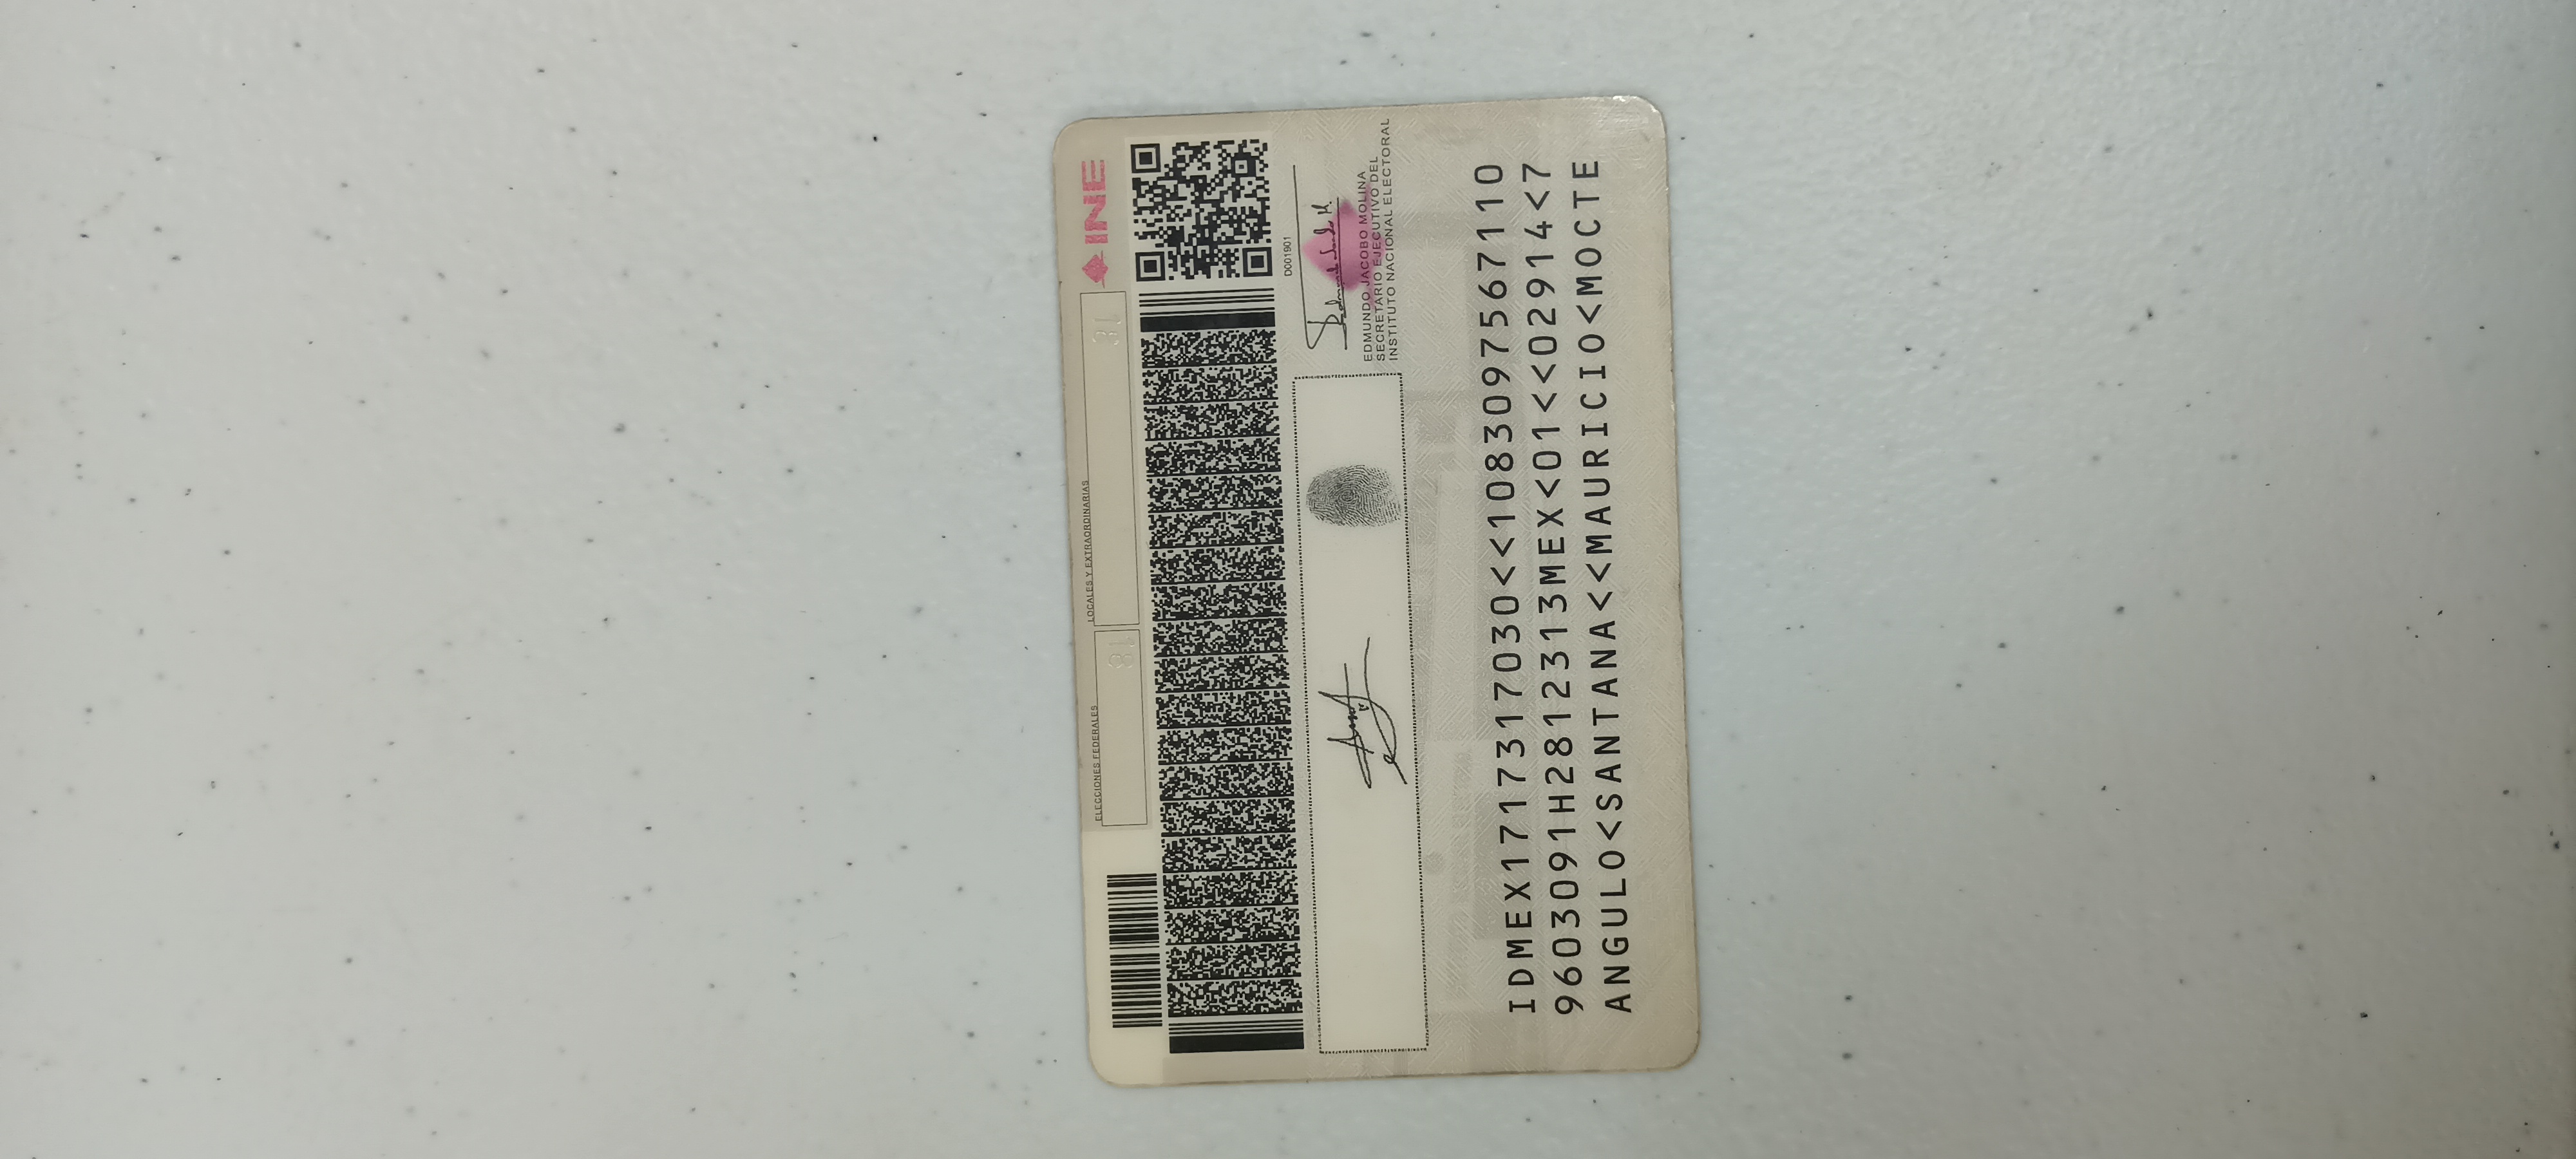 ELECCIONES FEDERALES
LOCALES Y EXTRAORDINARIAS
INE
18
D001901
EDMUNDO JACOBO MOLINA
SECRETARIO EJECUTIVO DEL
INSTITUTO NACIONAL ELECTORAL
IDMEX1717317030<<1083097567110
9603091H2812313MEX<01<<02914<7
ANGULO<SANTANA<<MAURICIO<MOCTE